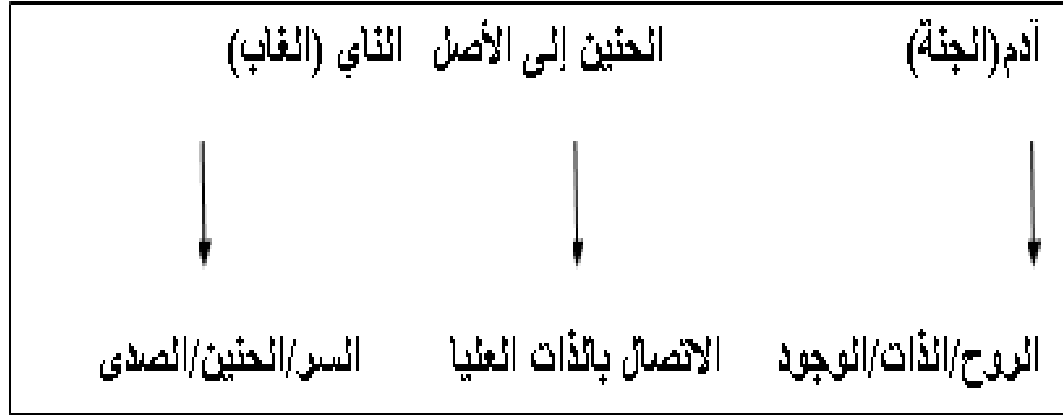 آدم(الجنة) الحنين إلى الأصل الناي (الغاب)
الروح/الذات/الوجود الاتصال بالذات العليا السر/الحنين/الصدى